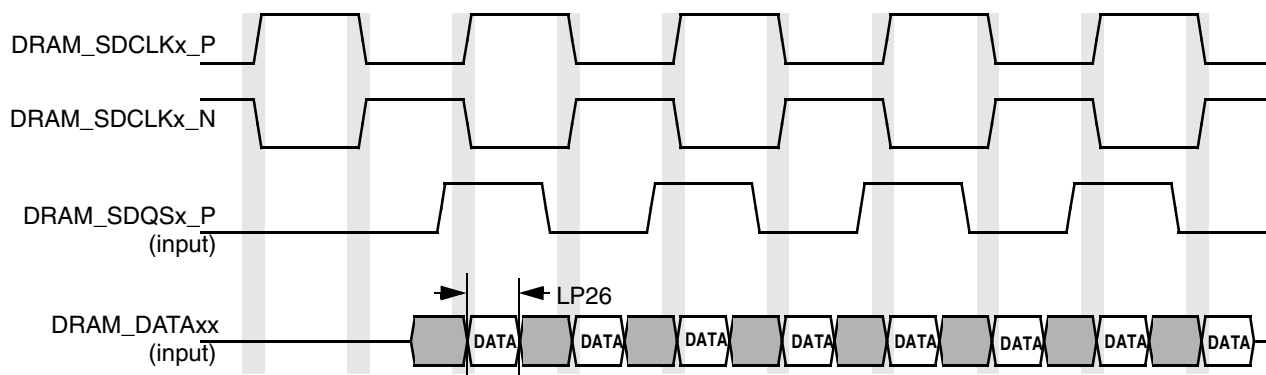 DRAM_SDCLKx_P
DRAM_SDCLKx_N
DRAM_SDQSx_P
(input)
LP26
DRAM_DATAxx
(input)
DATA DATA DATA DATA DATA DATA DATA DATA